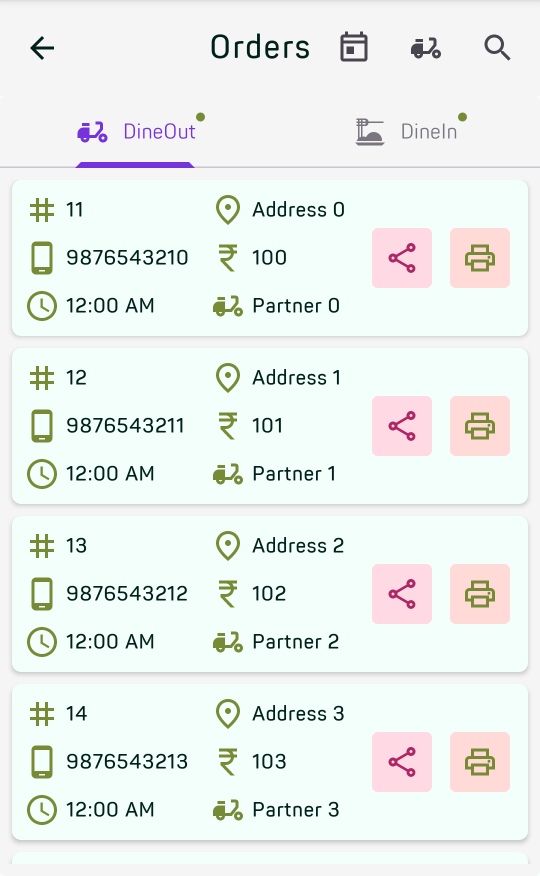 Orders
DineOut DineIn
11 Address 0
9876543210 ₹ 100
12:00 AM Partner 0
12 Address 1
9876543211 ₹ 101
12:00 AM Partner 1
13 Address 2
9876543212 ₹ 102
12:00 AM Partner 2
14 Address 3
9876543213 ₹ 103
12:00 AM Partner 3